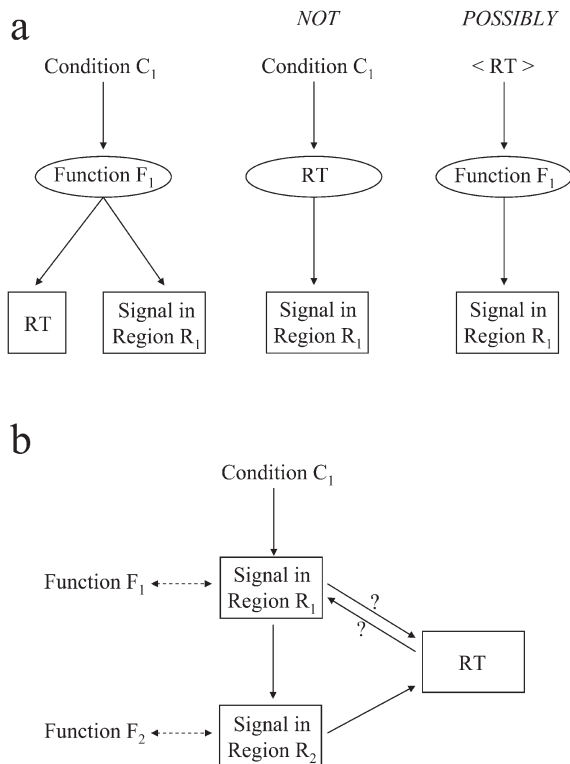 a
NOT
POSSIBLY
Condition C₁
Condition C₁
< RT >
Function F₁
RT
Function F₁
RT
Signal in
Region R₁
Signal in
Region R₁
Signal in
Region R₁
b
Condition C₁
Function F₁
Signal in
Region R₁
?
?
RT
Function F₂
Signal in
Region R₂